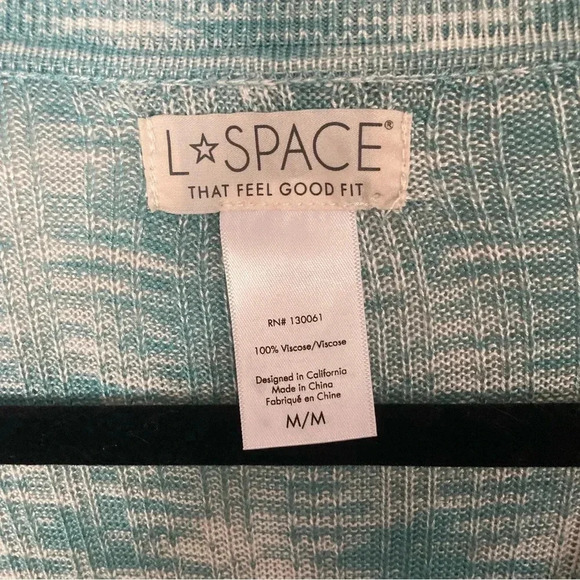 L☆SPACE®
THAT FEEL GOOD FIT
RN# 130061
100% Viscose/Viscose
Designed in California
Made in China
Fabriqué en Chine
M/M